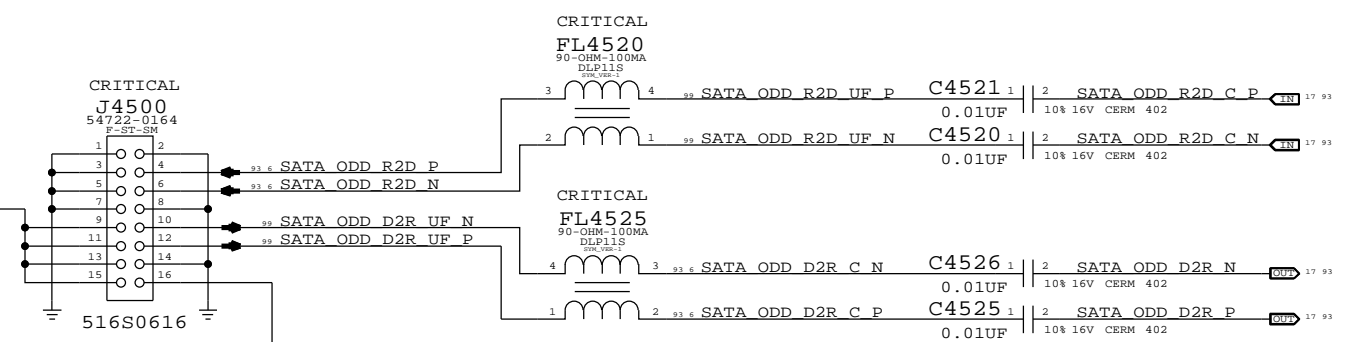 CRITICAL
FL4520
90-OHM-100MA
DLP11S
SYM_VER-1
3 4 99 SATA_ODD_R2D_UF_P C4521 1 2 SATA_ODD_R2D_C_P IN 17 93
0.01UF 10% 16V CERM 402
2 1 99 SATA_ODD_R2D_UF_N C4520 1 2 SATA_ODD_R2D_C_N IN 17 93
0.01UF 10% 16V CERM 402
CRITICAL
J4500
54722-0164
F-ST-SM
1 2
3 4 93 6 SATA_ODD_R2D_P
5 6 93 6 SATA_ODD_R2D_N
7 8
9 10 99 SATA_ODD_D2R_UF_N
11 12 99 SATA_ODD_D2R_UF_P
13 14
15 16
516S0616
CRITICAL
FL4525
90-OHM-100MA
DLP11S
SYM_VER-1
4 3 93 6 SATA_ODD_D2R_C_N C4526 1 2 SATA_ODD_D2R_N OUT 17 93
0.01UF 10% 16V CERM 402
1 2 93 6 SATA_ODD_D2R_C_P C4525 1 2 SATA_ODD_D2R_P OUT 17 93
0.01UF 10% 16V CERM 402